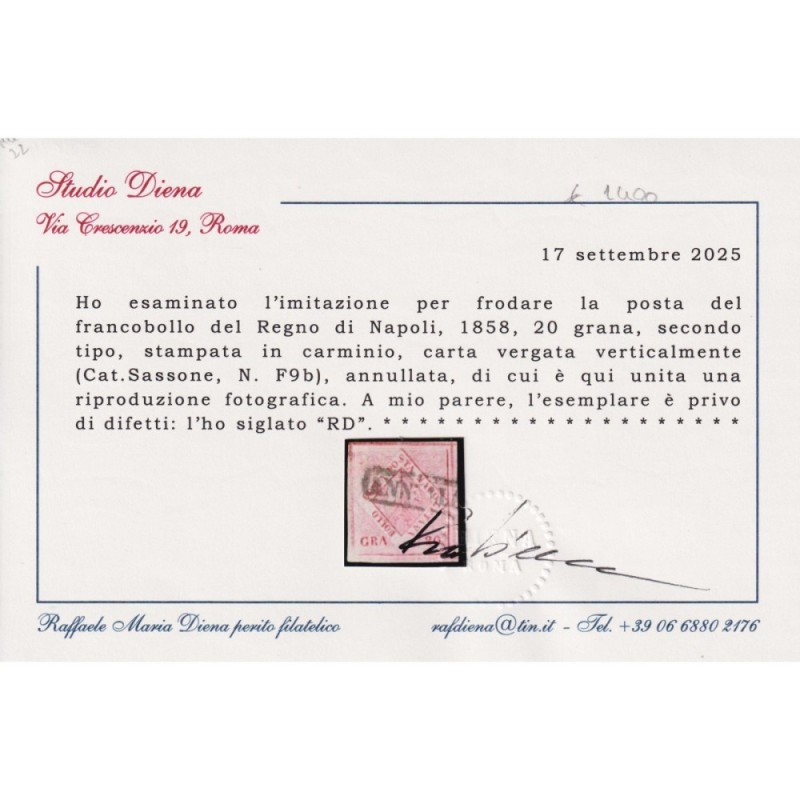 22
Studio Diena
€ 2400
Via Crescenzio 19, Roma
17 settembre 2025
Ho esaminato l'imitazione per frodare la posta del
francobollo del Regno di Napoli, 1858, 20 grana, secondo
tipo, stampata in carminio, carta vergata verticalmente
(Cat.Sassone, N. F9b), annullata, di cui è qui unita una
riproduzione fotografica. A mio parere, l'esemplare è privo
di difetti: l'ho siglato "RD". * * * * * * * * * * * * * * * * * * * *
GRA
ROMA
Raffaele Maria Diena perito filatelico
rafdiena@tin.it - Tel. +39 06 6880 2176